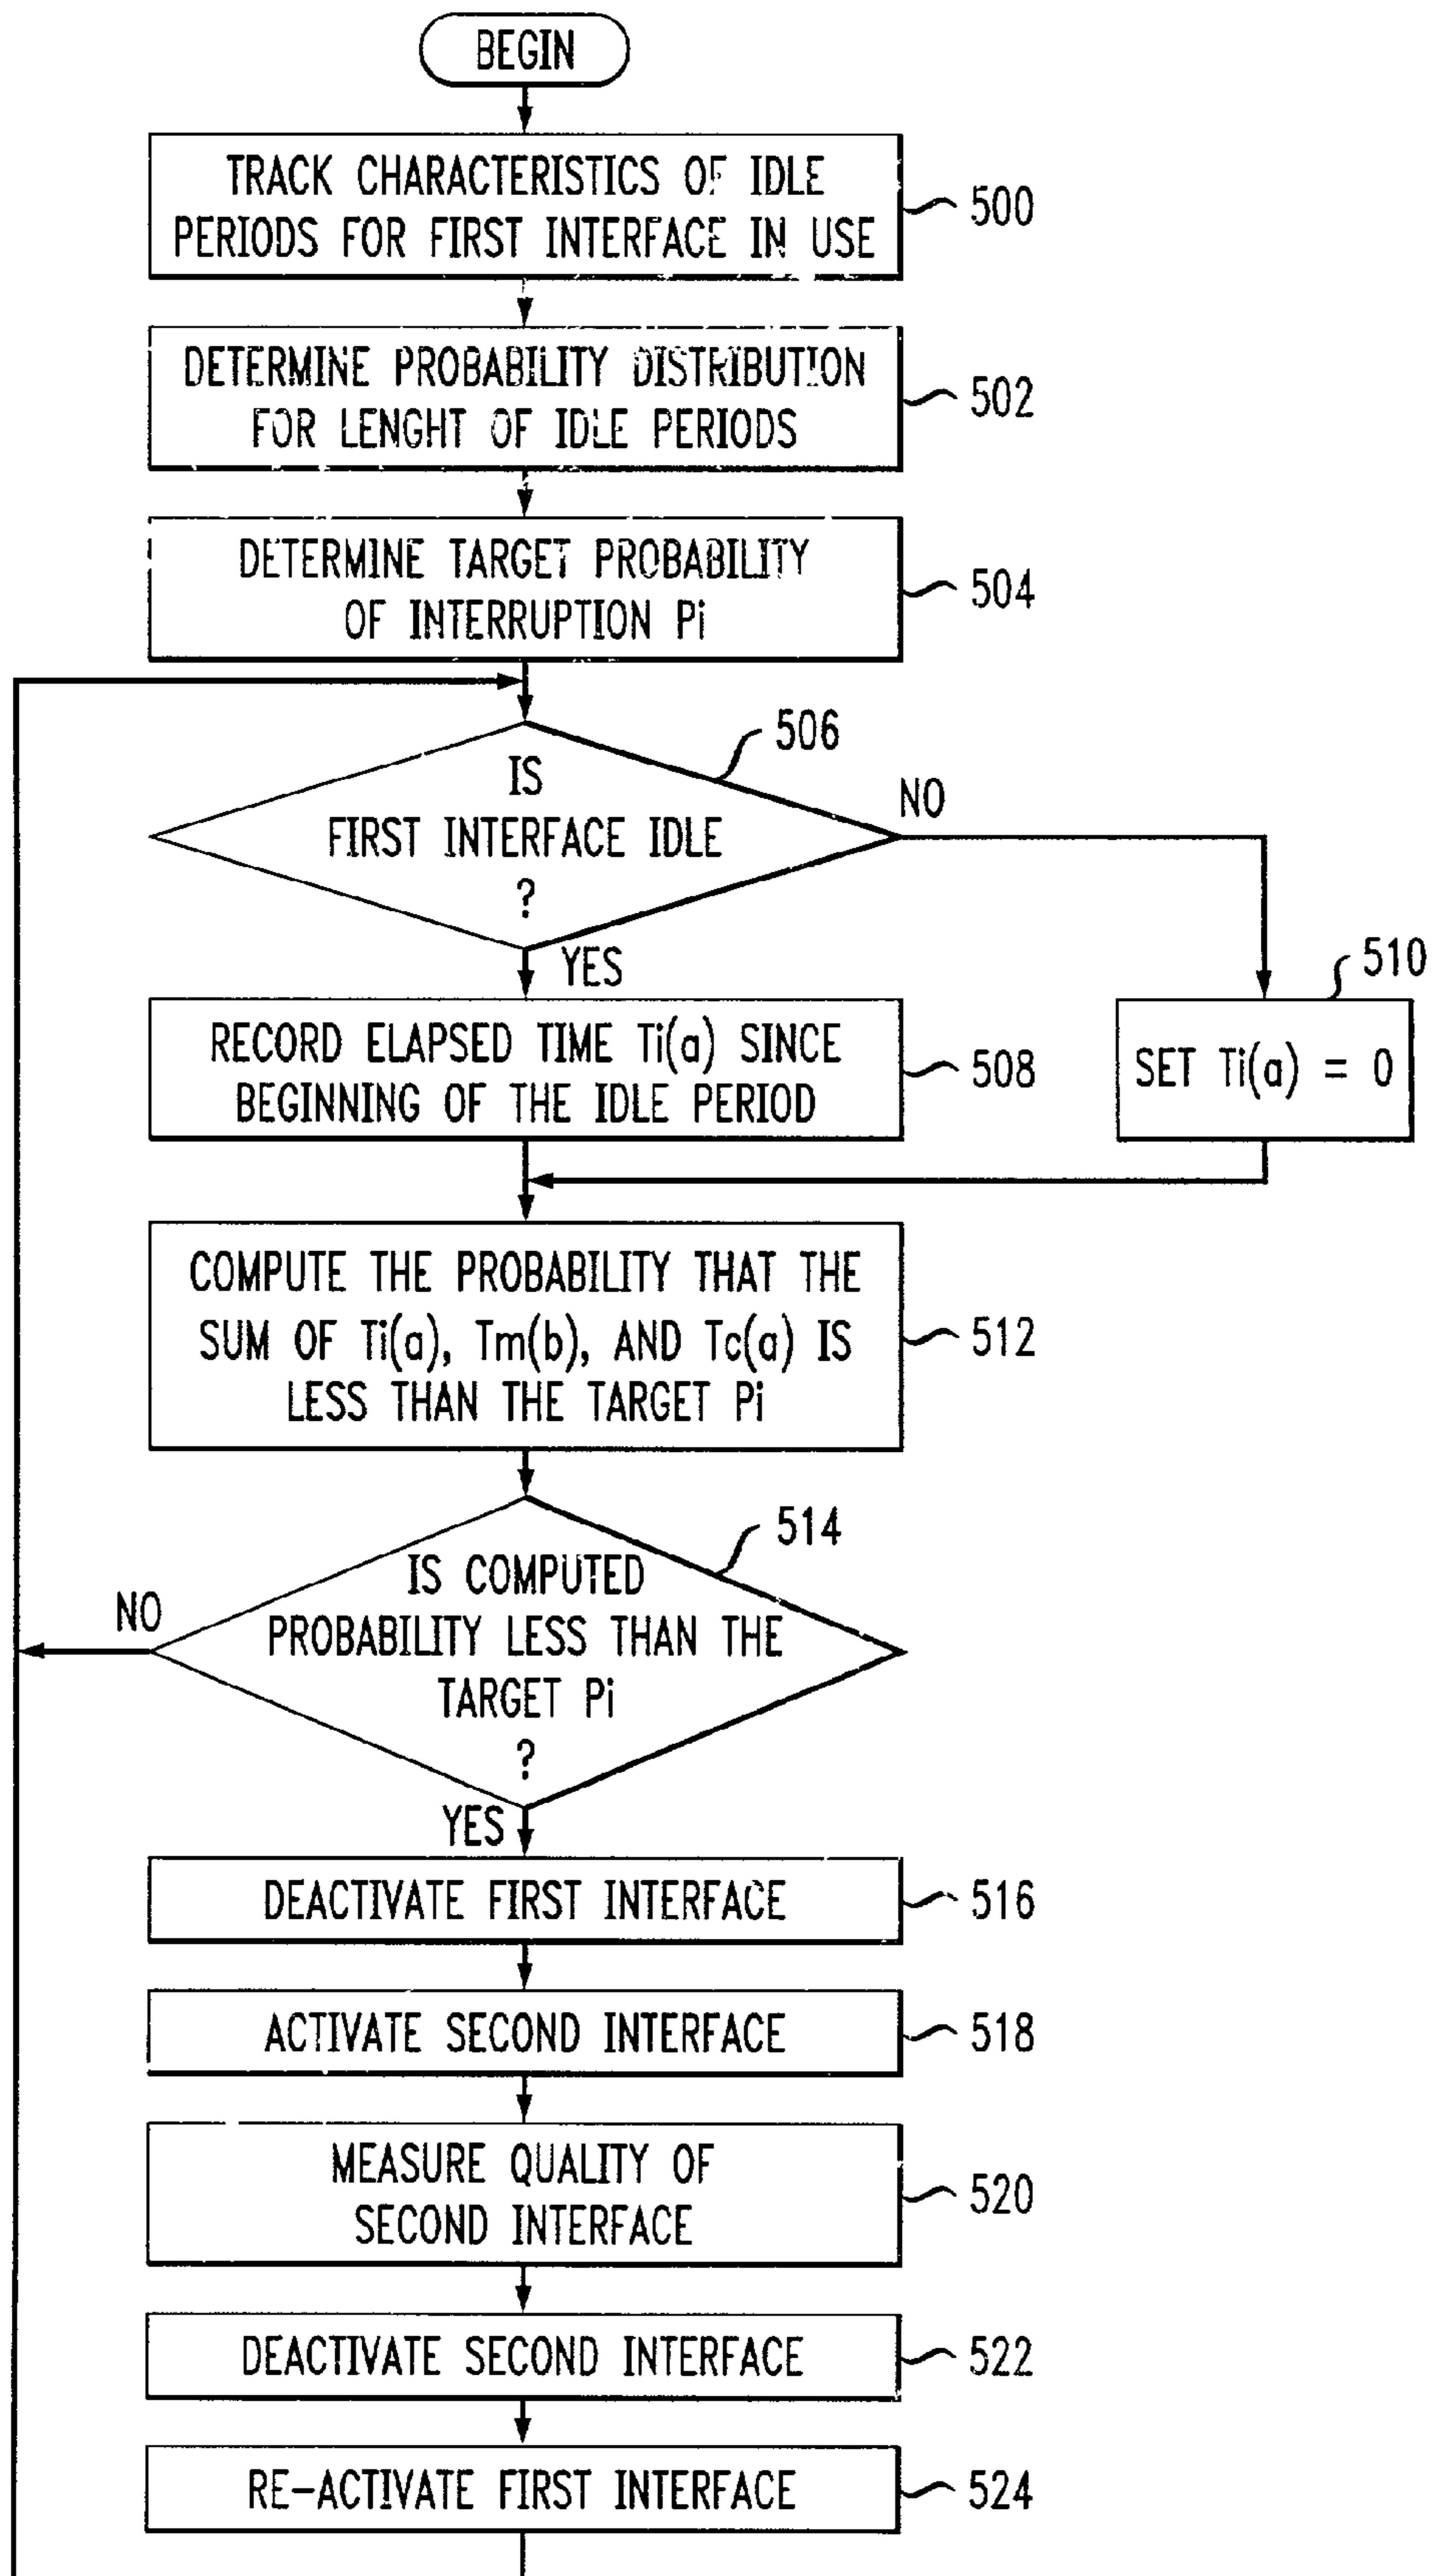 BEGIN
TRACK CHARACTERISTICS OF IDLE
PERIODS FOR FIRST INTERFACE IN USE
500
DETERMINE PROBABILITY DISTRIBUTION
FOR LENGHT OF IDLE PERIODS
502
DETERMINE TARGET PROBABILITY
OF INTERRUPTION Pi
504
506
IS
FIRST INTERFACE IDLE
?
NO
YES
510
SET Ti(a) = 0
RECORD ELAPSED TIME Ti(a) SINCE
BEGINNING OF THE IDLE PERIOD
508
COMPUTE THE PROBABILITY THAT THE
SUM OF Ti(a), Tm(b), AND Tc(a) IS
LESS THAN THE TARGET Pi
512
514
IS COMPUTED
PROBABILITY LESS THAN THE
TARGET Pi
?
NO
YES
DEACTIVATE FIRST INTERFACE
516
ACTIVATE SECOND INTERFACE
518
MEASURE QUALITY OF
SECOND INTERFACE
520
DEACTIVATE SECOND INTERFACE
522
RE-ACTIVATE FIRST INTERFACE
524